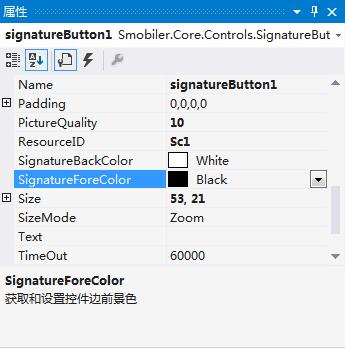 属性
signatureButton1 Smobiler.Core.Controls.SignatureBut
Name signatureButton1
Padding 0,0,0,0
PictureQuality 10
ResourceID Sc1
SignatureBackColor White
SignatureForeColor Black
Size 53, 21
SizeMode Zoom
Text
TimeOut 60000
SignatureForeColor
获取和设置控件边前景色